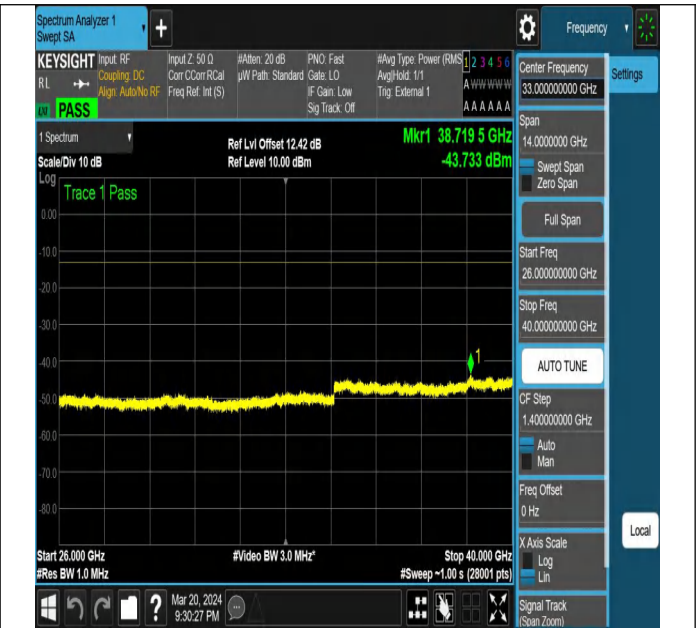 Spectrum Analyzer 1
Swept SA
+
Frequency
KEYSIGHT
RL
PASS
Input: RF
Coupling: DC
Align: Auto/No RF
Input Z: 50 Ω
Corr CCorr RCal
Freq Ref: Int (S)
#Atten: 20 dB
µW Path: Standard
PNO: Fast
Gate: LO
IF Gain: Low
Sig Track: Off
#Avg Type: Power (RMS
Avg|Hold: 1/1
Trig: External 1
1 2 3 4 5 6
A W W W W W
A A A A A A
1 Spectrum
Scale/Div 10 dB
Ref Lvl Offset 12.42 dB
Ref Level 10.00 dBm
Mkr1 38.719 5 GHz
-43.733 dBm
Log
Trace 1 Pass
0.00
-10.0
-20.0
-30.0
-40.0
-50.0
-60.0
-70.0
-80.0
1
Start 26.000 GHz
#Res BW 1.0 MHz
#Video BW 3.0 MHz*
Stop 40.000 GHz
#Sweep ~1.00 s (28001 pts)
?
Mar 20, 2024
9:30:27 PM
Center Frequency
33.000000000 GHz
Settings
Span
14.0000000 GHz
Swept Span
Zero Span
Full Span
Start Freq
26.000000000 GHz
Stop Freq
40.000000000 GHz
AUTO TUNE
CF Step
1.400000000 GHz
Auto
Man
Freq Offset
0 Hz
X Axis Scale
Log
Lin
Local
Signal Track
(Span Zoom)